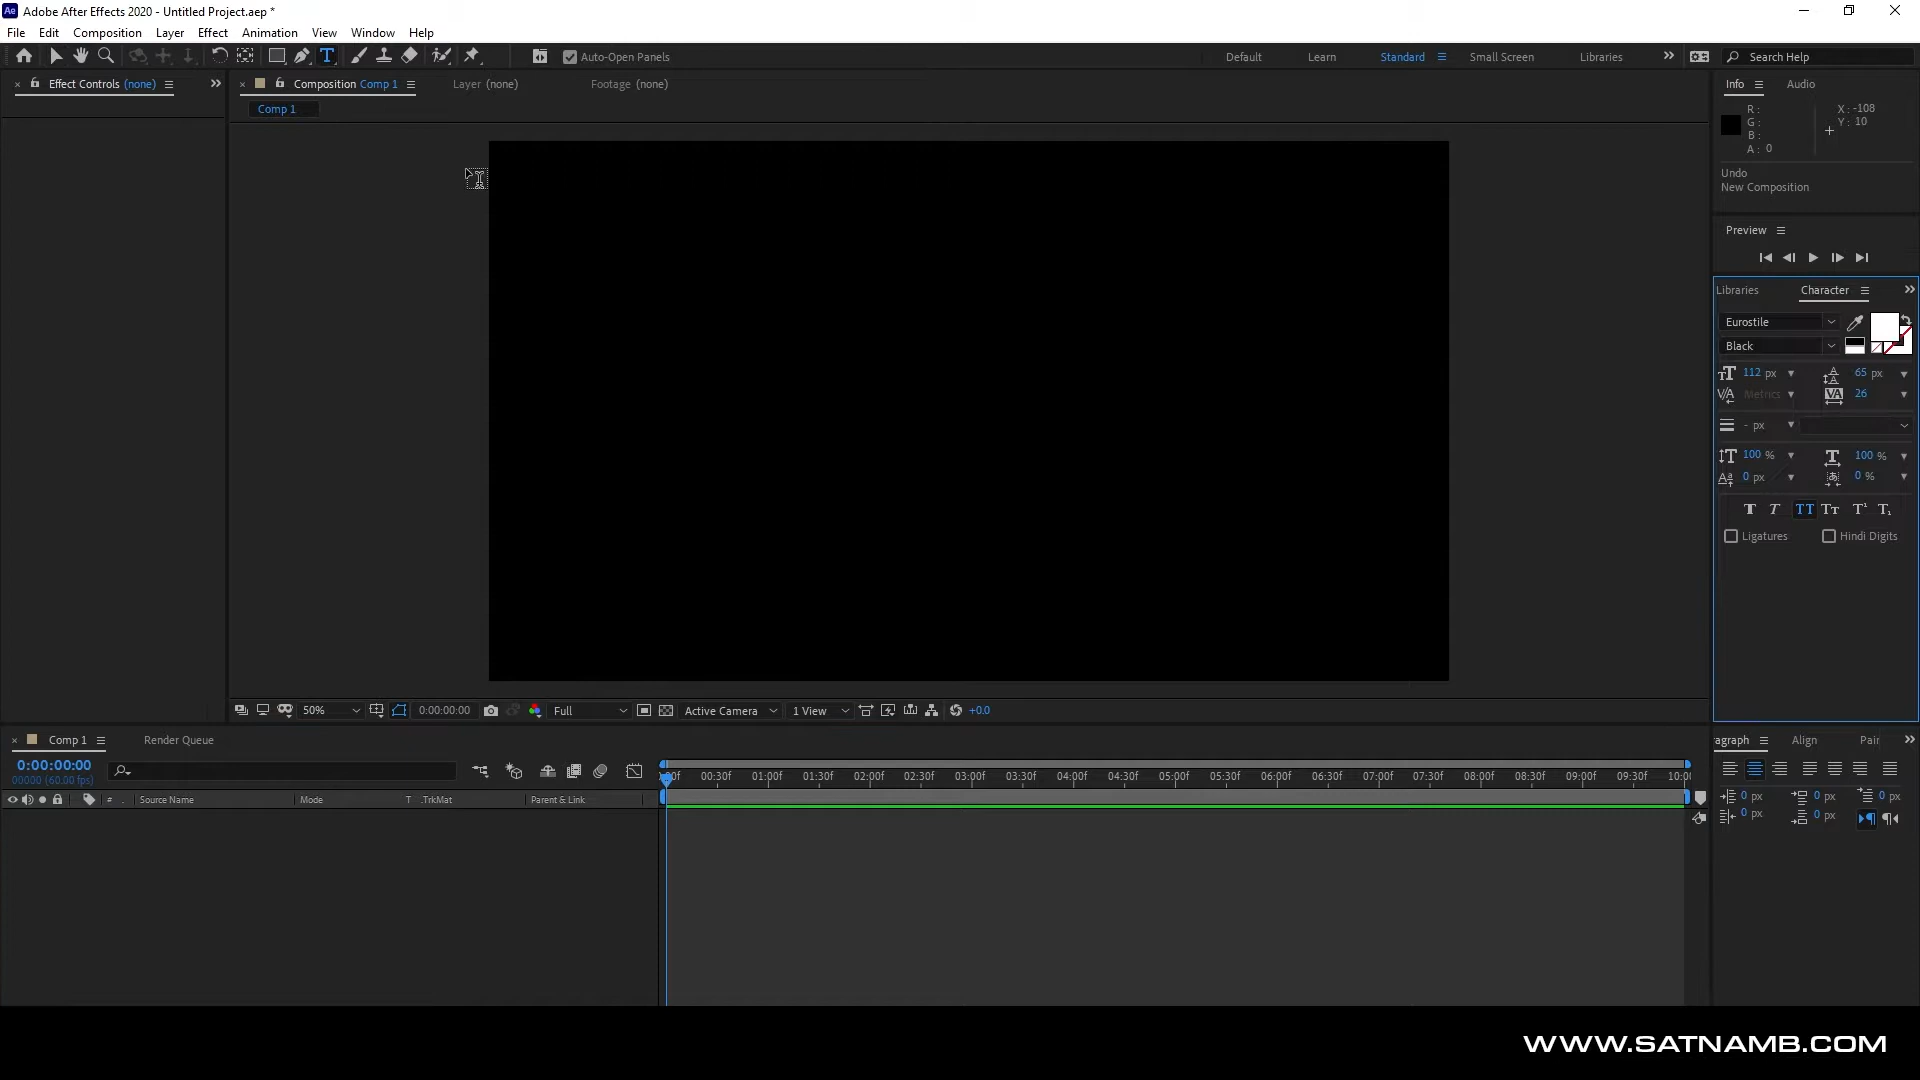 Adobe After Effects 2020 - Untitled Project.aep *
File Edit Composition Layer Effect Animation View Window Help
Auto-Open Panels Default Learn Standard Small Screen Libraries Search Help
Effect Controls (none) Composition Comp 1 Layer (none) Footage (none) Info Audio
Comp 1
R :
G :
B :
A : 0
X : -108
Y : 10
Undo
New Composition
Preview
Libraries Character
Eurostile
Black
112 px 65 px
Metrics 26
- px
100 % 100 %
0 px 0 %
Ligatures Hindi Digits
50% 0:00:00:00 Full Active Camera 1 View +0.0
Comp 1 Render Queue
0:00:00:00
00000 (60.00 fps)
00:30f 01:00f 01:30f 02:00f 02:30f 03:00f 03:30f 04:00f 04:30f 05:00f 05:30f 06:00f 06:30f 07:00f 07:30f 08:00f 08:30f 09:00f 09:30f
# Source Name Mode T .TrkMat Parent & Link
ragraph Align Pair
0 px 0 px 0 px
0 px 0 px
WWW.SATNAMB.COM